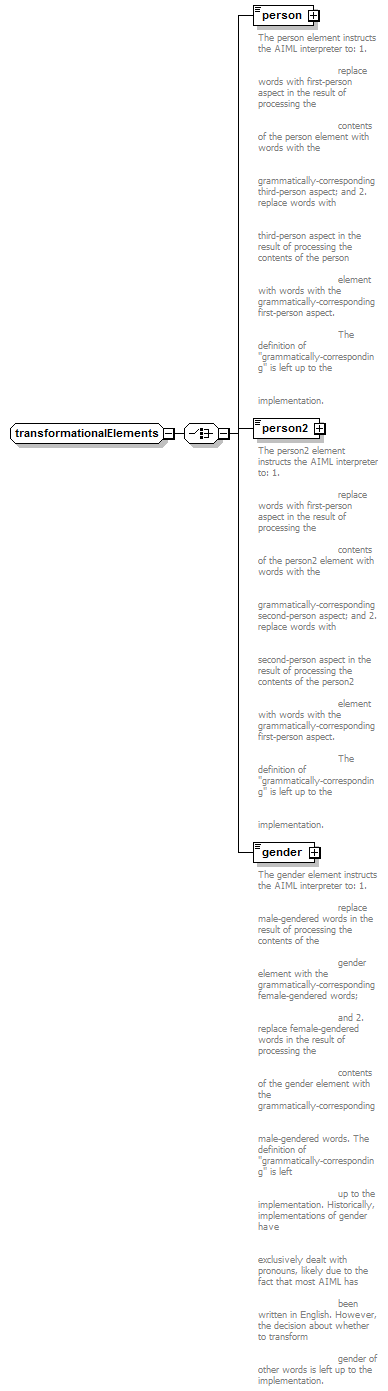 person
The person element instructs
the AIML interpreter to: 1.
replace
words with first-person
aspect in the result of
processing the
contents
of the person element with
words with the
grammatically-corresponding
third-person aspect; and 2.
replace words with
third-person aspect in the
result of processing the
contents of the person
element
with words with the
grammatically-corresponding
first-person aspect.
The
definition of
"grammatically-correspondin
g" is left up to the
implementation.
transformationalElements
person2
The person2 element
instructs the AIML interpreter
to: 1.
replace
words with first-person
aspect in the result of
processing the
contents
of the person2 element with
words with the
grammatically-corresponding
second-person aspect; and 2.
replace words with
second-person aspect in the
result of processing the
contents of the person2
element
with words with the
grammatically-corresponding
first-person aspect.
The
definition of
"grammatically-correspondin
g" is left up to the
implementation.
gender
The gender element instructs
the AIML interpreter to: 1.
replace
male-gendered words in the
result of processing the
contents of the
gender
element with the
grammatically-corresponding
female-gendered words;
and 2.
replace female-gendered
words in the result of
processing the
contents
of the gender element with
the
grammatically-corresponding
male-gendered words. The
definition of
"grammatically-correspondin
g" is left
up to the
implementation. Historically,
implementations of gender
have
exclusively dealt with
pronouns, likely due to the
fact that most AIML has
been
written in English. However,
the decision about whether
to transform
gender of
other words is left up to the
implementation.